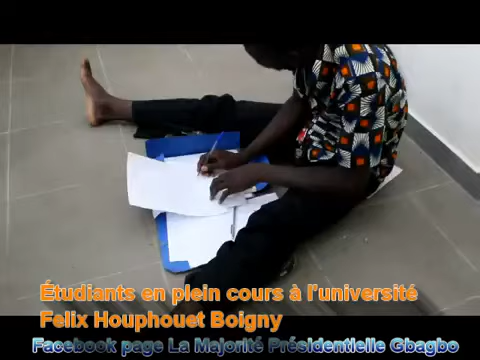 Étudiants en plein cours à l'université
Felix Houphouet Boigny
Facebook page La Majorité Présidentielle Gbagbo